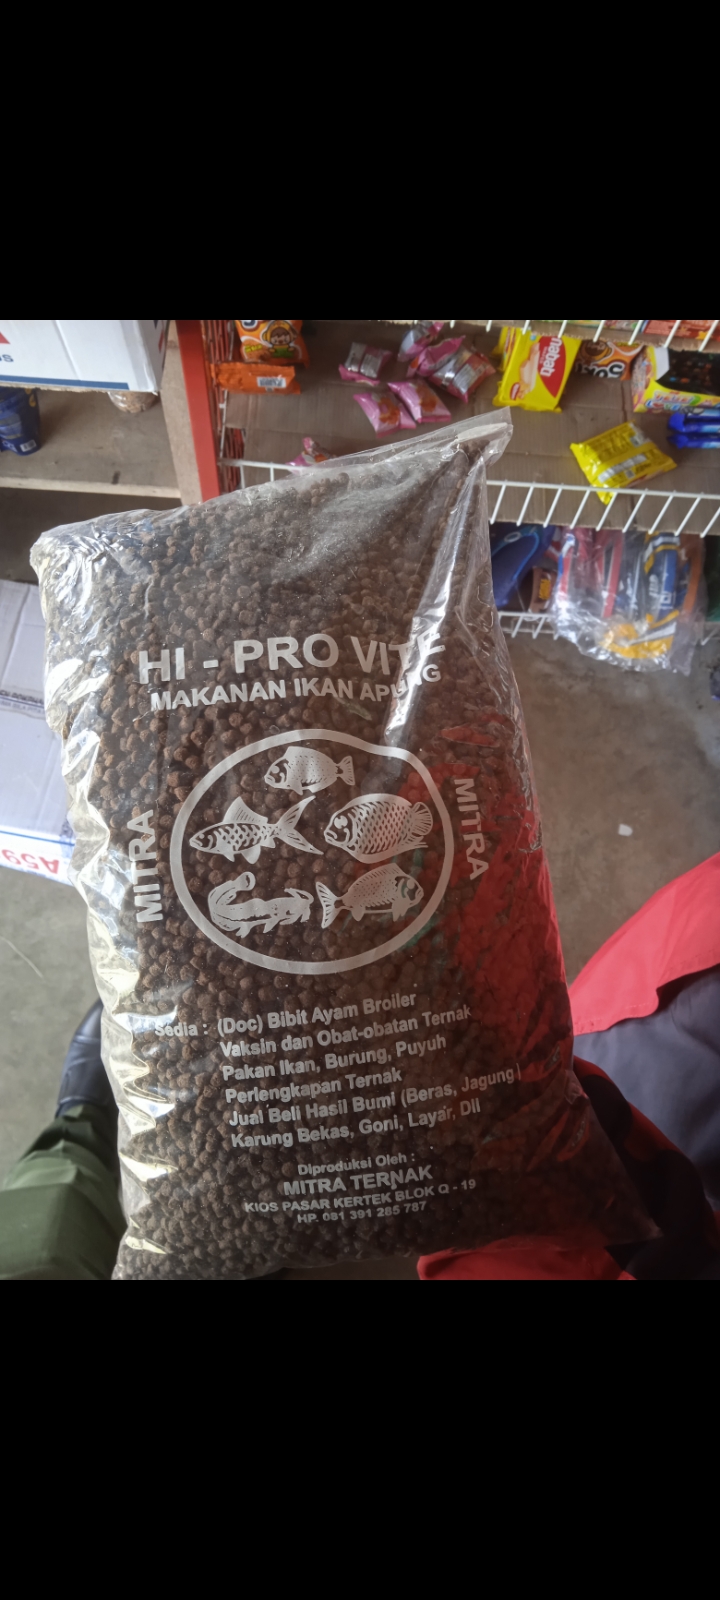 HI - PRO VITE
MAKANAN IKAN APUNG
MITRA
MITRA
Sedia : (Doc) Bibit Ayam Broiler
Vaksin dan Obat-obatan Ternak
Pakan Ikan, Burung, Puyuh
Perlengkapan Ternak
Jual Beli Hasil Bumi (Beras, Jagung)
Karung Bekas, Goni, Layar, Dll
Diproduksi Oleh :
MITRA TERNAK
KIOS PASAR KERTEK BLOK Q - 19
HP. 081 391 285 787
A59